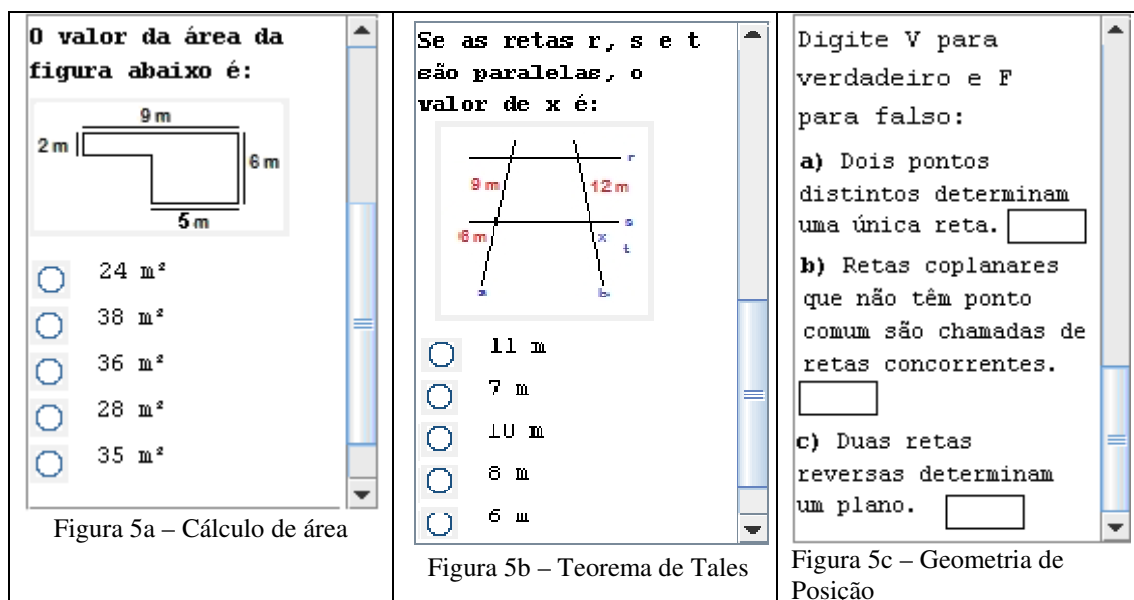 O valor da área da
figura abaixo é:
9 m
2 m
6 m
5 m
24 m²
38 m²
36 m²
28 m²
35 m²
Figura 5a – Cálculo de área
Se as retas r, s e t
são paralelas, o
valor de x é:
r
9 m
12 m
s
6 m
x
t
a
b
11 m
7 m
10 m
8 m
6 m
Figura 5b – Teorema de Tales
Digite V para
verdadeiro e F
para falso:
a) Dois pontos
distintos determinam
uma única reta.
b) Retas coplanares
que não têm ponto
comum são chamadas de
retas concorrentes.
c) Duas retas
reversas determinam
um plano.
Figura 5c – Geometria de
Posição